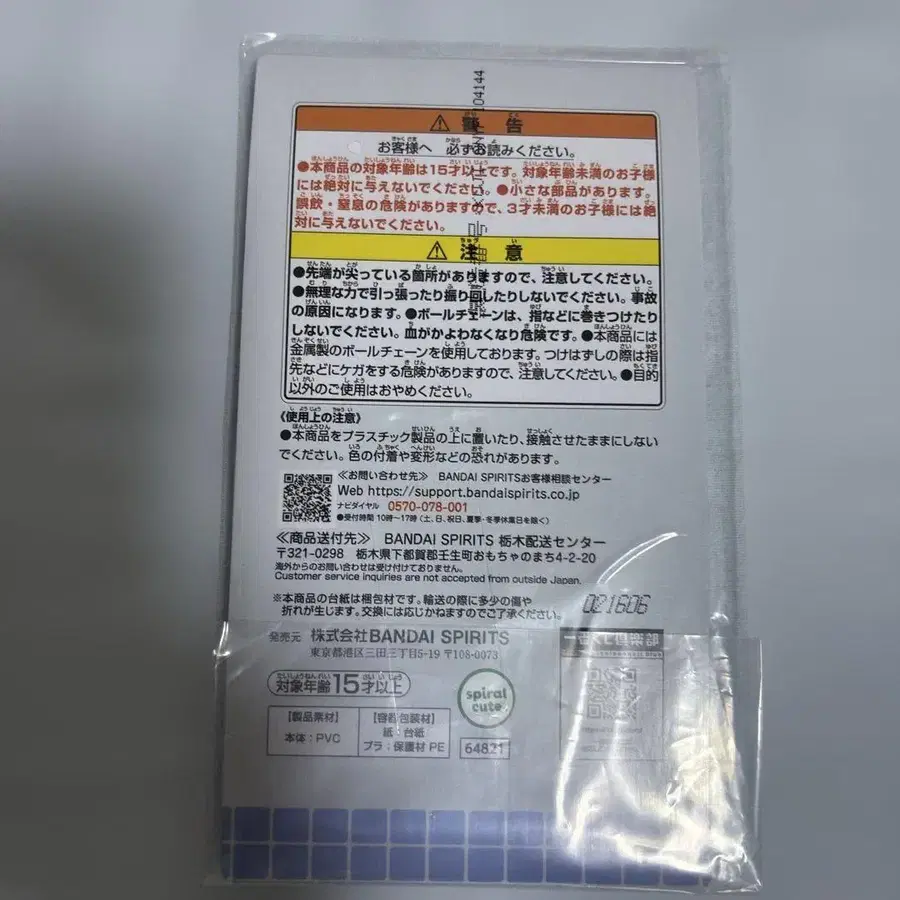 104144
⚠ 警告
お客様へ 必ずお読みください。
●本商品の対象年齢は15才以上です。対象年齢未満のお子様
には絶対に与えないでください。●小さな部品があります。
誤飲・窒息の危険がありますので、3才未満のお子様には絶
対に与えないでください。
⚠ 注意
●先端が尖っている箇所がありますので、注意してください。
●無理な力で引っ張ったり振り回したりしないでください。事故
の原因になります。●ボールチェーンは、指などに巻きつけたり
しないでください。血がかよわなくなり危険です。●本商品には
金属製のボールチェーンを使用しております。つけはずしの際は指
先などにケガをする危険がありますので、注意してください。●目的
以外のご使用はおやめください。
《使用上の注意》
●本商品をプラスチック製品の上に置いたり、接触させたままにしない
でください。色の付着や変形などの恐れがあります。
≪お問い合わせ先≫ BANDAI SPIRITSお客様相談センター
Web https://support.bandaispirits.co.jp
ナビダイヤル 0570-078-001
●受付時間 10時〜17時(土、日、祝日、夏季・冬季休業日を除く)
≪商品送付先≫ BANDAI SPIRITS 栃木配送センター
〒321-0298 栃木県下都賀郡壬生町おもちゃのまち4-2-20
海外からのお問い合わせは受け付けておりません。
Customer service inquiries are not accepted from outside Japan.
※本商品の台紙は梱包材です。輸送の際に多少の傷や
折れが生じます。交換には応じかねますのでご了承ください。
021606
発売元 株式会社BANDAI SPIRITS
東京都港区三田三丁目5-19 〒108-0073
一番くじ倶楽部
対象年齢15才以上
spiral
cute
【製品素材】
本体:PVC
【容器包装材】
紙:台紙
プラ:保護材 PE
64821